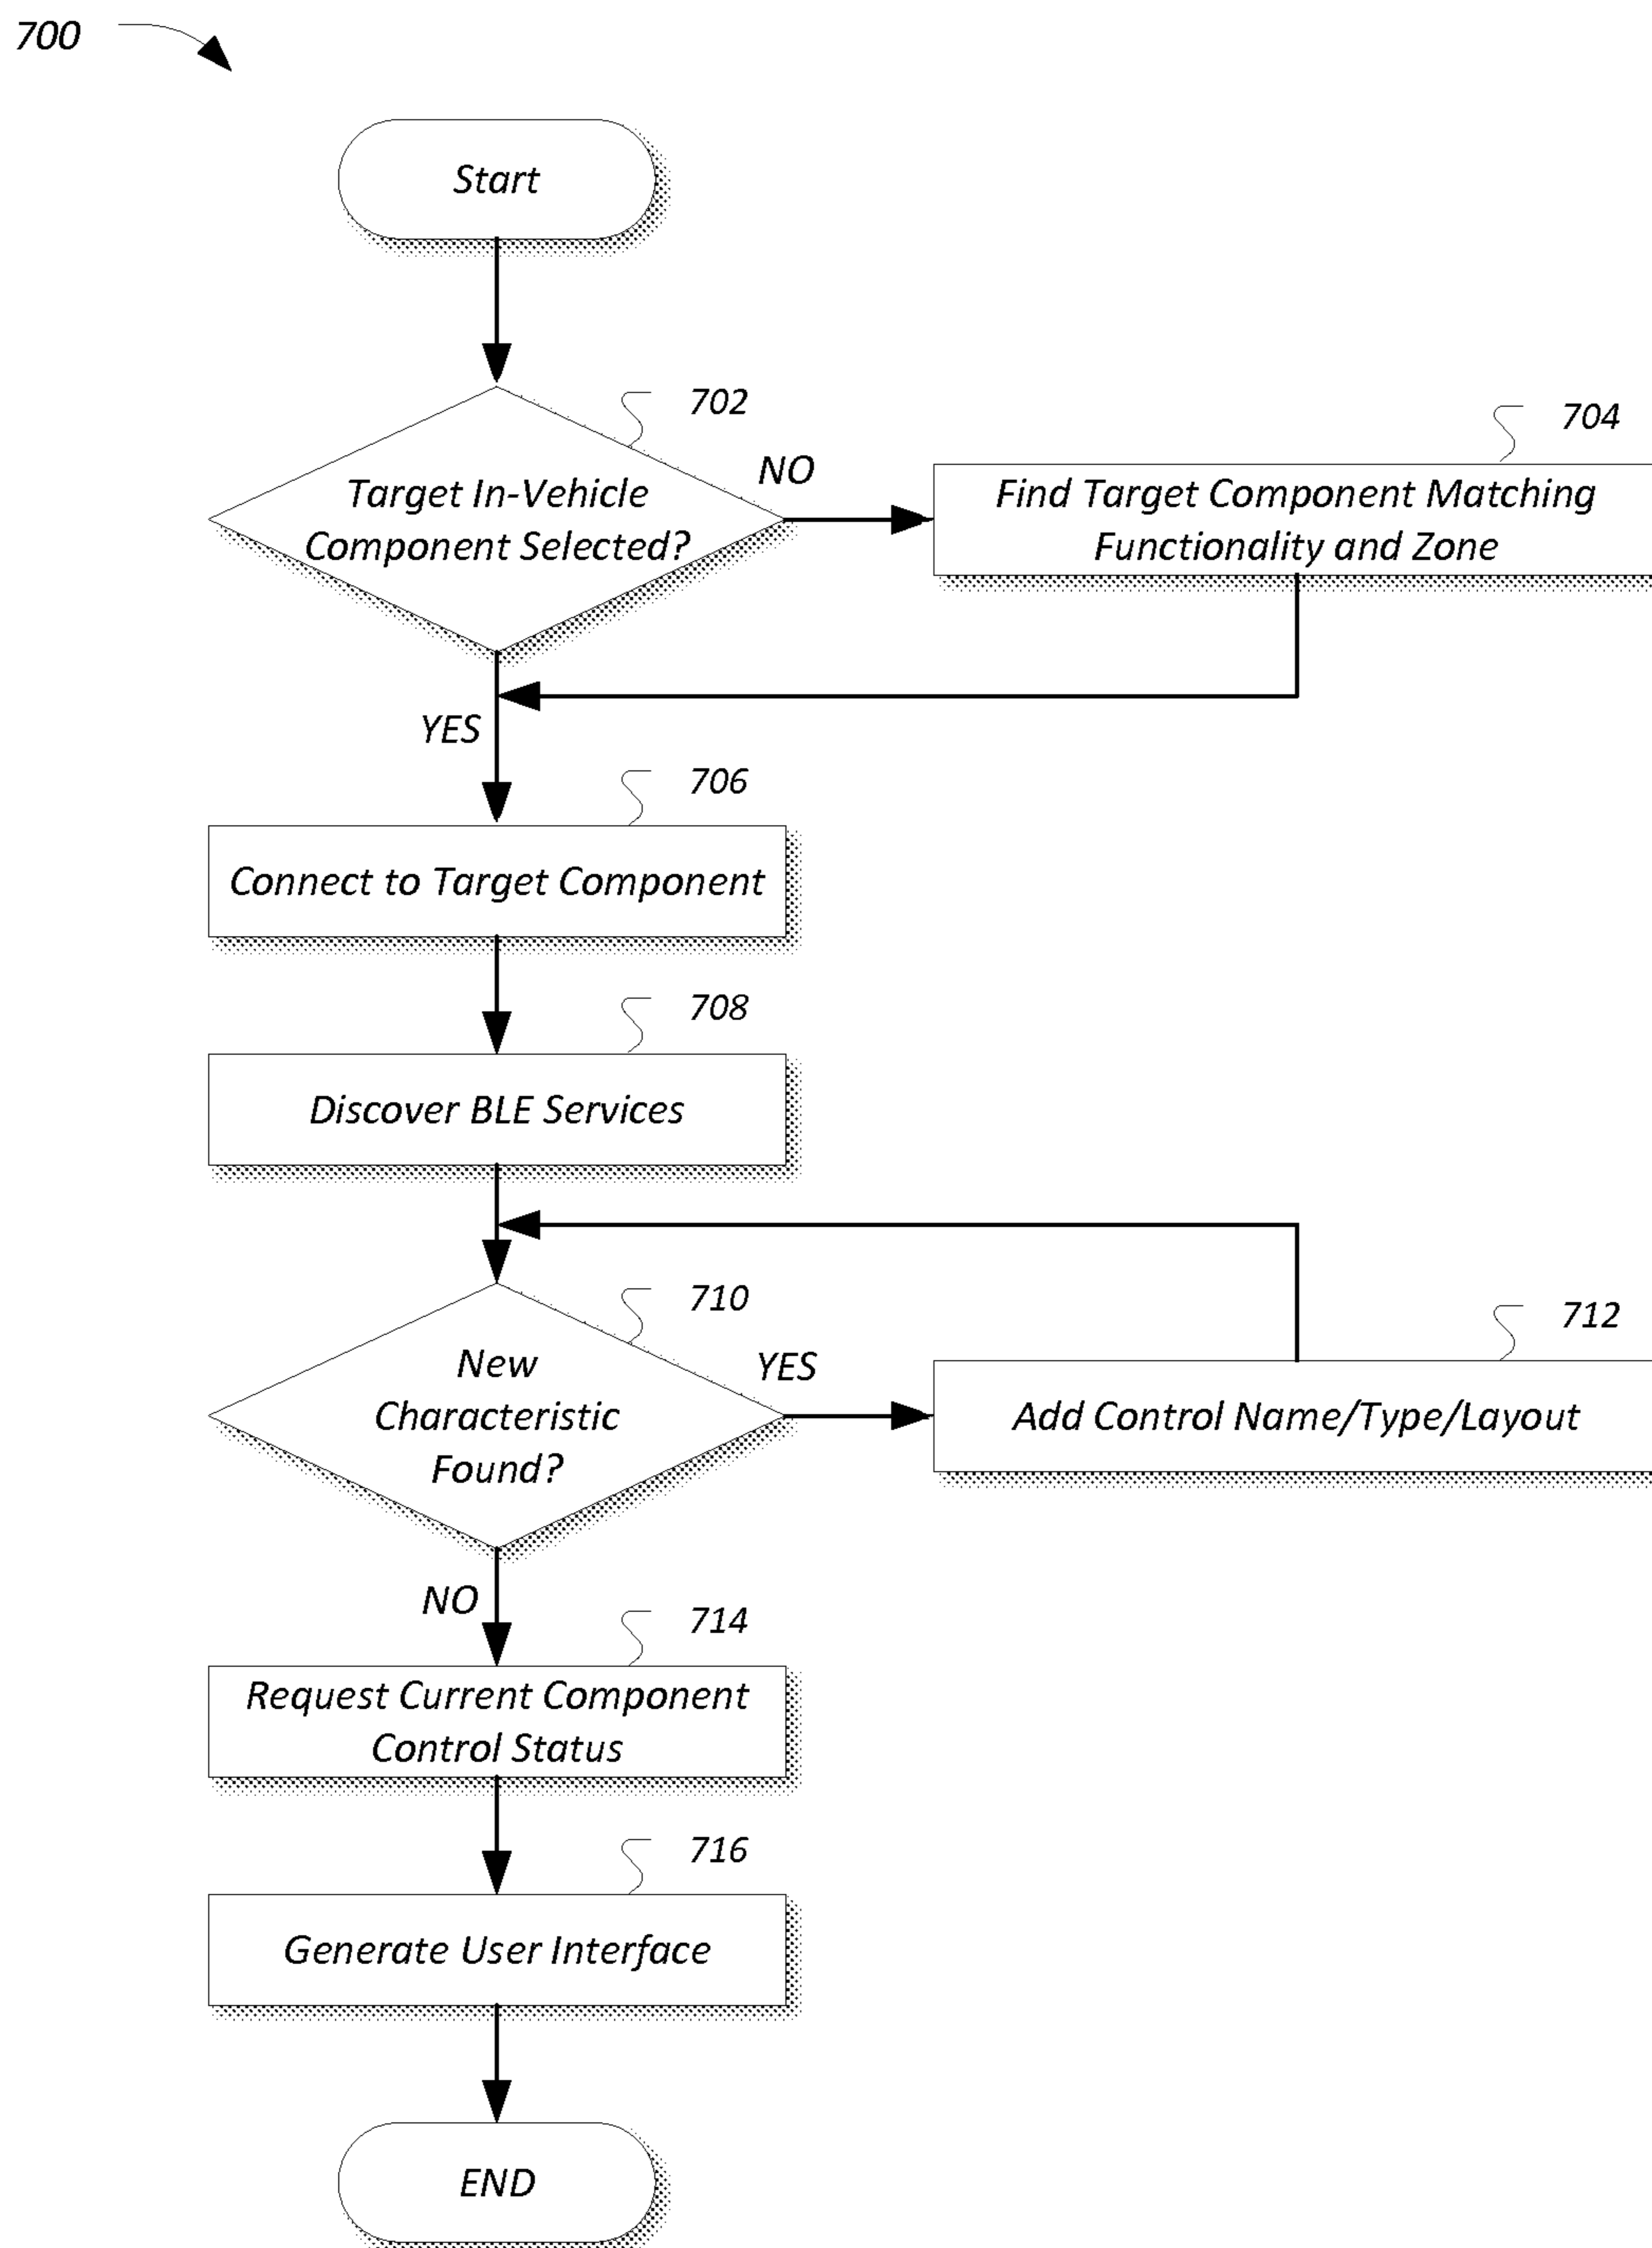 700
Start
702
Target In-Vehicle
Component Selected?
NO
704
Find Target Component Matching
Functionality and Zone
YES
706
Connect to Target Component
708
Discover BLE Services
710
New
Characteristic
Found?
YES
712
Add Control Name/Type/Layout
NO
714
Request Current Component
Control Status
716
Generate User Interface
END